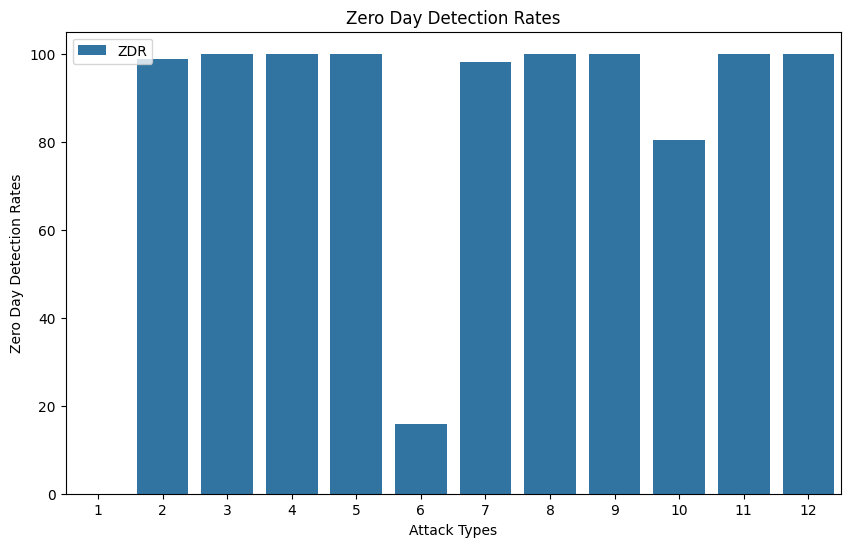 Zero Day Detection Rates
ZDR
100
80
60
40
20
0
Zero Day Detection Rates
1 2 3 4 5 6 7 8 9 10 11 12
Attack Types